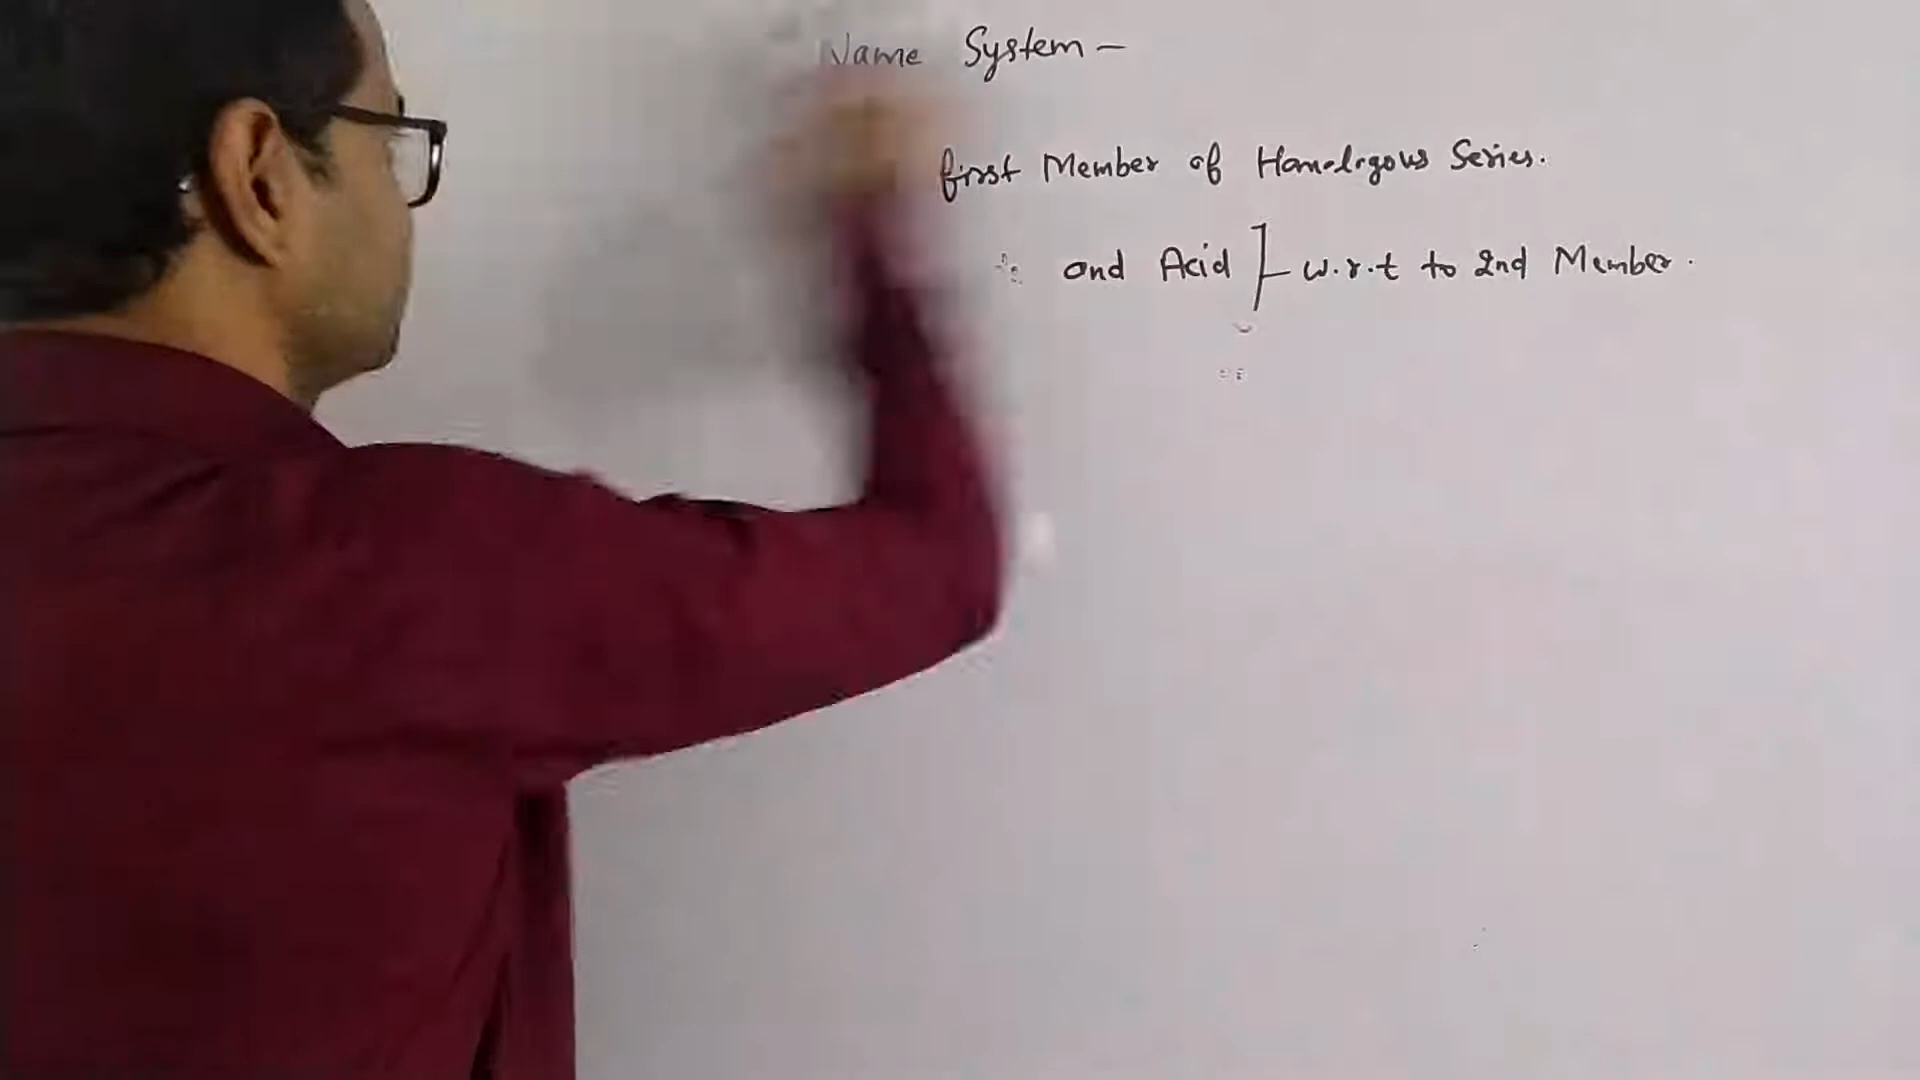 Name System -
first Member of Homologous Series.
and Acid ] - w.r.t to 2nd Member.